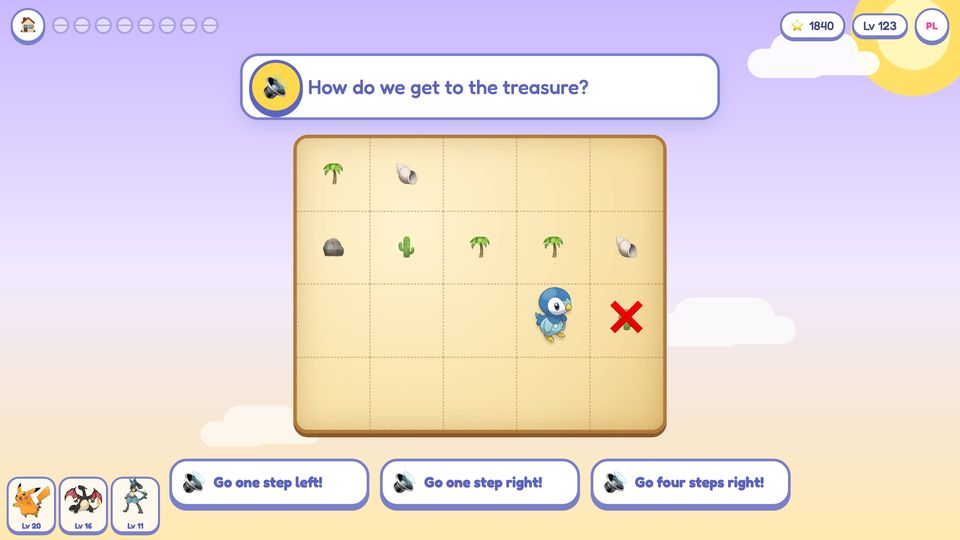 1840
Lv 123
PL
How do we get to the treasure?
Go one step left!
Go one step right!
Go four steps right!
Lv 20
Lv 16
Lv 11